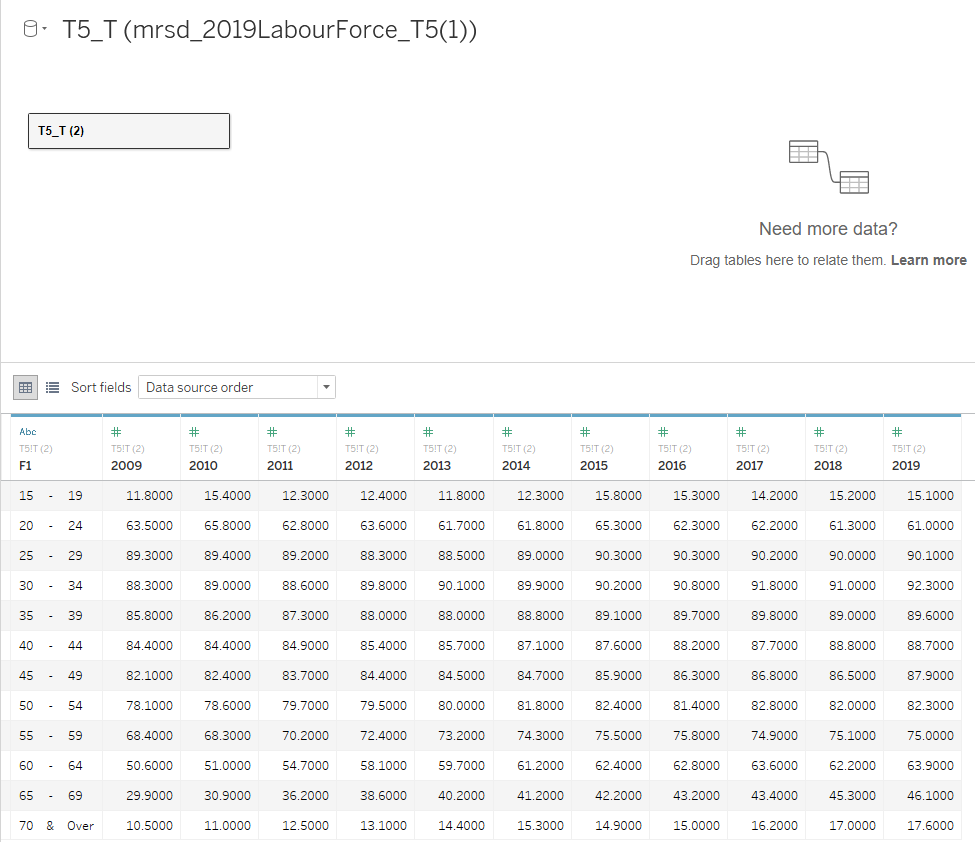 T5_T (mrsd_2019LabourForce_T5(1))
T5_T (2)
Need more data?
Drag tables here to relate them. Learn more
Sort fields Data source order
Abc # # # # # # # # # # #
T5!T (2) T5!T (2) T5!T (2) T5!T (2) T5!T (2) T5!T (2) T5!T (2) T5!T (2) T5!T (2) T5!T (2) T5!T (2) T5!T (2)
F1 2009 2010 2011 2012 2013 2014 2015 2016 2017 2018 2019
15 - 19 11.8000 15.4000 12.3000 12.4000 11.8000 12.3000 15.8000 15.3000 14.2000 15.2000 15.1000
20 - 24 63.5000 65.8000 62.8000 63.6000 61.7000 61.8000 65.3000 62.3000 62.2000 61.3000 61.0000
25 - 29 89.3000 89.4000 89.2000 88.3000 88.5000 89.0000 90.3000 90.3000 90.2000 90.0000 90.1000
30 - 34 88.3000 89.0000 88.6000 89.8000 90.1000 89.9000 90.2000 90.8000 91.8000 91.0000 92.3000
35 - 39 85.8000 86.2000 87.3000 88.0000 88.0000 88.8000 89.1000 89.7000 89.8000 89.0000 89.6000
40 - 44 84.4000 84.4000 84.9000 85.4000 85.7000 87.1000 87.6000 88.2000 87.7000 88.8000 88.7000
45 - 49 82.1000 82.4000 83.7000 84.4000 84.5000 84.7000 85.9000 86.3000 86.8000 86.5000 87.9000
50 - 54 78.1000 78.6000 79.7000 79.5000 80.0000 81.8000 82.4000 81.4000 82.8000 82.0000 82.3000
55 - 59 68.4000 68.3000 70.2000 72.4000 73.2000 74.3000 75.5000 75.8000 74.9000 75.1000 75.0000
60 - 64 50.6000 51.0000 54.7000 58.1000 59.7000 61.2000 62.4000 62.8000 63.6000 62.2000 63.9000
65 - 69 29.9000 30.9000 36.2000 38.6000 40.2000 41.2000 42.2000 43.2000 43.4000 45.3000 46.1000
70 & Over 10.5000 11.0000 12.5000 13.1000 14.4000 15.3000 14.9000 15.0000 16.2000 17.0000 17.6000